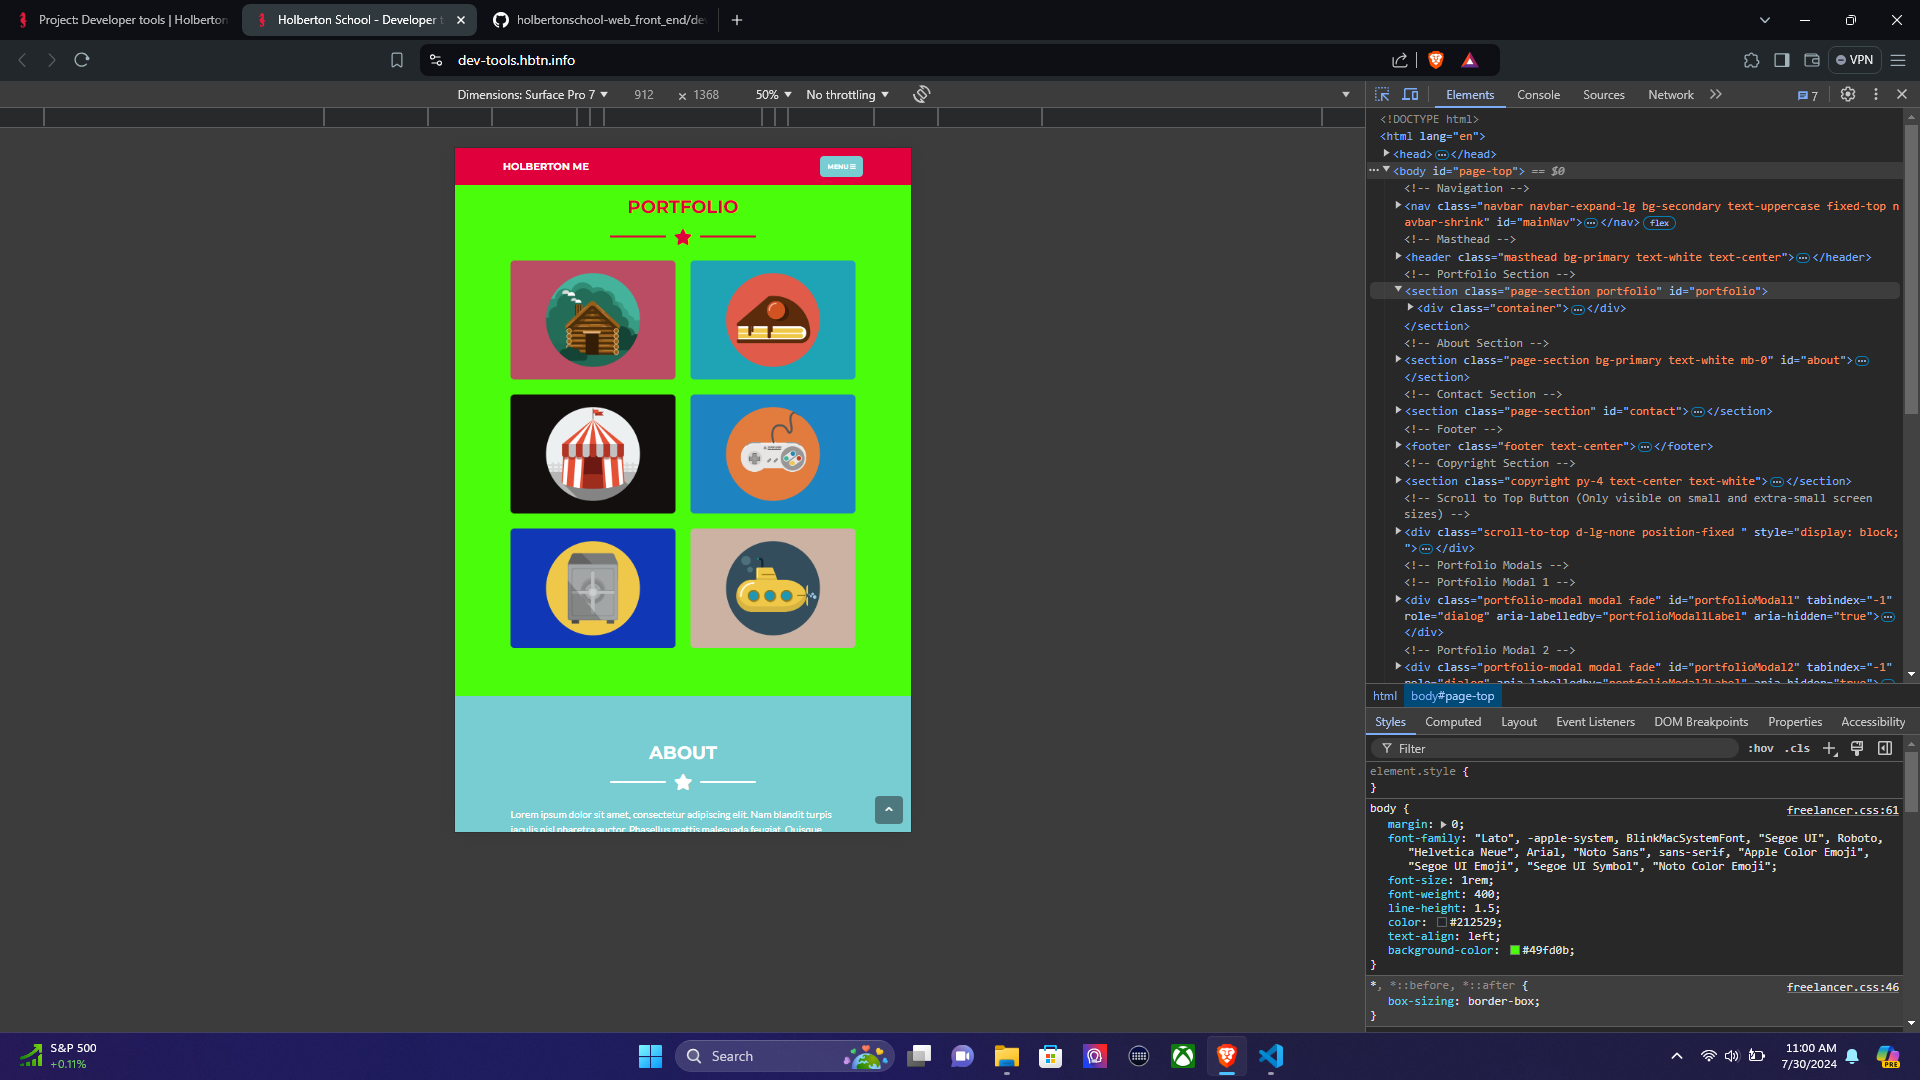 Project: Developer tools | Holberton
Holberton School - Developer t
holbertonschool-web_front_end/de
dev-tools.hbtn.info
VPN
Dimensions: Surface Pro 7
912
×
1368
50%
No throttling
Elements
Console
Sources
Network
7
HOLBERTON ME
MENU
PORTFOLIO
ABOUT
Lorem ipsum dolor sit amet, consectetur adipiscing elit. Nam blandit turpis
iaculis nisl pharetra auctor. Phasellus mattis malesuada feugiat. Quisque
<!DOCTYPE html>
<html lang="en">
<head>…</head>
<body id="page-top"> == $0
<!-- Navigation -->
<nav class="navbar navbar-expand-lg bg-secondary text-uppercase fixed-top n
avbar-shrink" id="mainNav">…</nav> flex
<!-- Masthead -->
<header class="masthead bg-primary text-white text-center">…</header>
<!-- Portfolio Section -->
<section class="page-section portfolio" id="portfolio">
<div class="container">…</div>
</section>
<!-- About Section -->
<section class="page-section bg-primary text-white mb-0" id="about">…
</section>
<!-- Contact Section -->
<section class="page-section" id="contact">…</section>
<!-- Footer -->
<footer class="footer text-center">…</footer>
<!-- Copyright Section -->
<section class="copyright py-4 text-center text-white">…</section>
<!-- Scroll to Top Button (Only visible on small and extra-small screen
sizes) -->
<div class="scroll-to-top d-lg-none position-fixed " style="display: block;
">…</div>
<!-- Portfolio Modals -->
<!-- Portfolio Modal 1 -->
<div class="portfolio-modal modal fade" id="portfolioModal1" tabindex="-1"
role="dialog" aria-labelledby="portfolioModal1Label" aria-hidden="true">…
</div>
<!-- Portfolio Modal 2 -->
<div class="portfolio-modal modal fade" id="portfolioModal2" tabindex="-1"
role="dialog" aria-labelledby="portfolioModal2Label" aria-hidden="true">…
html
body#page-top
Styles
Computed
Layout
Event Listeners
DOM Breakpoints
Properties
Accessibility
Filter
:hov
.cls
element.style {
}
body {
freelancer.css:61
margin: 0;
font-family: "Lato", -apple-system, BlinkMacSystemFont, "Segoe UI", Roboto,
"Helvetica Neue", Arial, "Noto Sans", sans-serif, "Apple Color Emoji",
"Segoe UI Emoji", "Segoe UI Symbol", "Noto Color Emoji";
font-size: 1rem;
font-weight: 400;
line-height: 1.5;
color: #212529;
text-align: left;
background-color: #49fd0b;
}
*, *::before, *::after {
freelancer.css:46
box-sizing: border-box;
}
S&P 500
+0.11%
Search
11:00 AM
7/30/2024
PRE